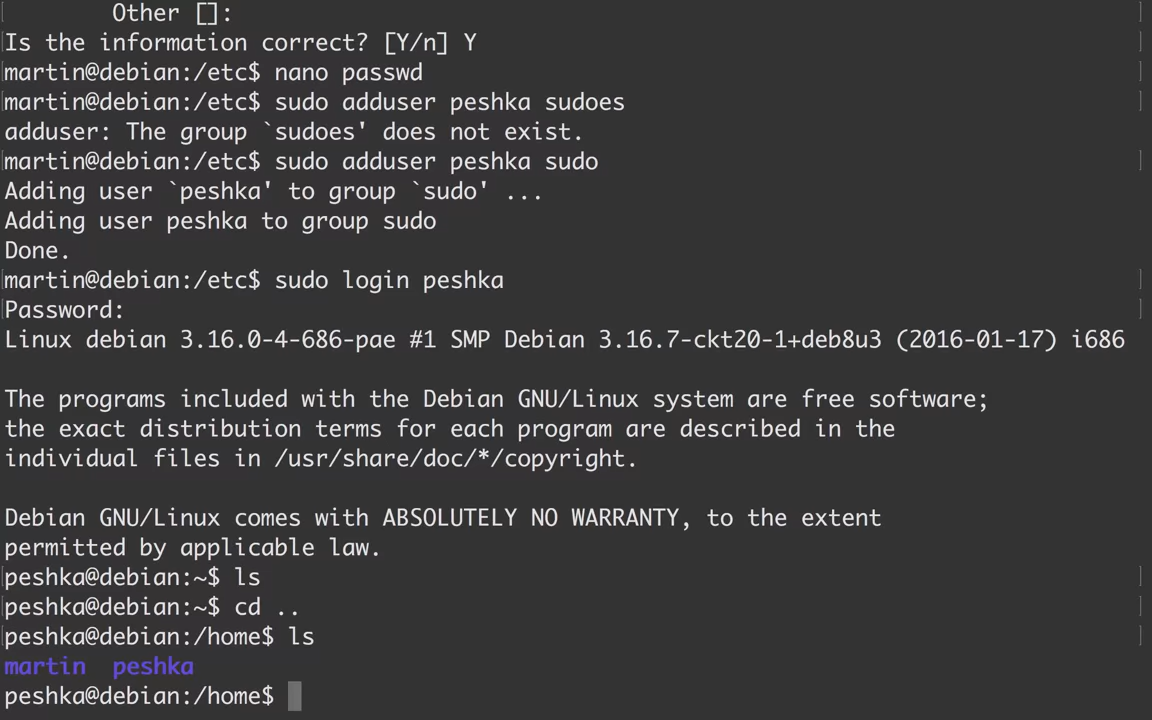 Other []:
Is the information correct? [Y/n] Y
martin@debian:/etc$ nano passwd
martin@debian:/etc$ sudo adduser peshka sudoes
adduser: The group `sudoes' does not exist.
martin@debian:/etc$ sudo adduser peshka sudo
Adding user `peshka' to group `sudo' ...
Adding user peshka to group sudo
Done.
martin@debian:/etc$ sudo login peshka
Password:
Linux debian 3.16.0-4-686-pae #1 SMP Debian 3.16.7-ckt20-1+deb8u3 (2016-01-17) i686
The programs included with the Debian GNU/Linux system are free software;
the exact distribution terms for each program are described in the
individual files in /usr/share/doc/*/copyright.
Debian GNU/Linux comes with ABSOLUTELY NO WARRANTY, to the extent
permitted by applicable law.
peshka@debian:~$ ls
peshka@debian:~$ cd ..
peshka@debian:/home$ ls
martin  peshka
peshka@debian:/home$